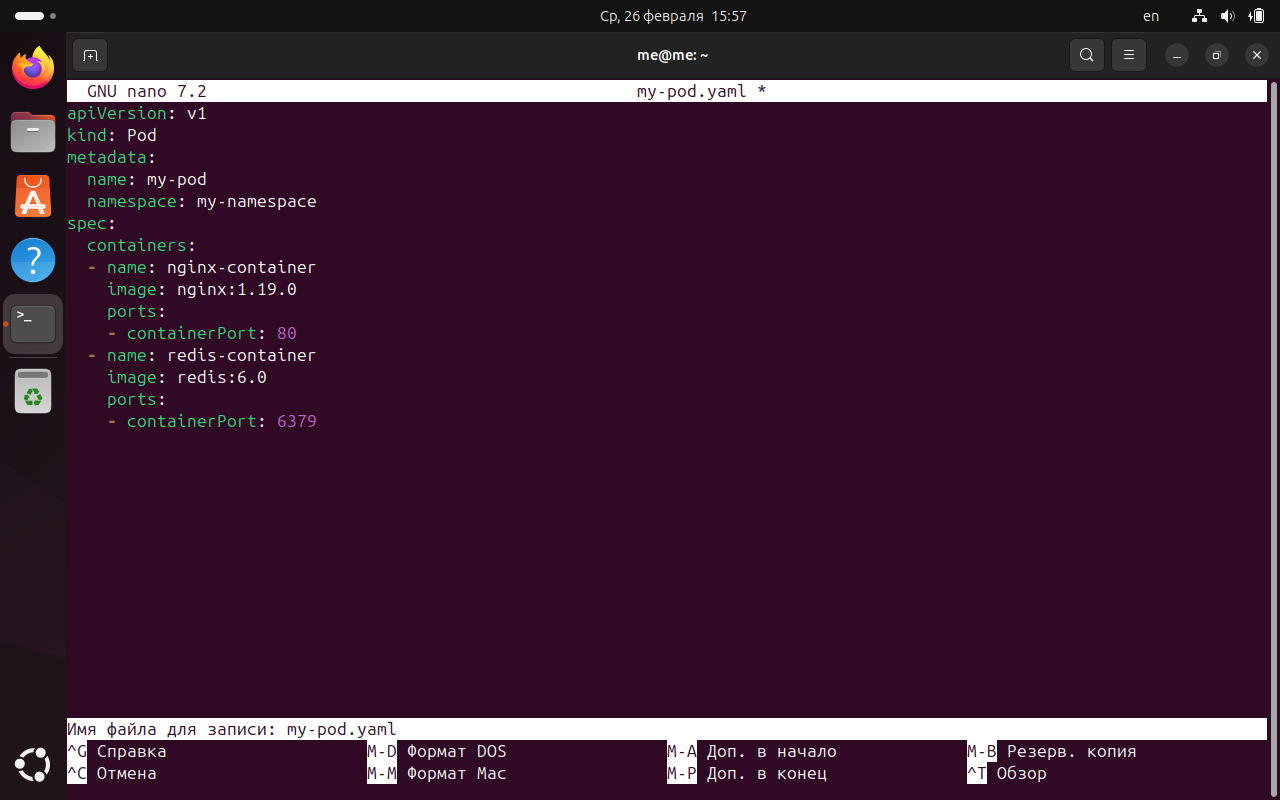 Ср, 26 февраля 15:57
en
me@me: ~
GNU nano 7.2 my-pod.yaml *
apiVersion: v1
kind: Pod
metadata:
  name: my-pod
  namespace: my-namespace
spec:
  containers:
  - name: nginx-container
    image: nginx:1.19.0
    ports:
    - containerPort: 80
  - name: redis-container
    image: redis:6.0
    ports:
    - containerPort: 6379
Имя файла для записи: my-pod.yaml
^G Справка M-D Формат DOS M-A Доп. в начало M-B Резерв. копия
^C Отмена M-M Формат Mac M-P Доп. в конец ^T Обзор